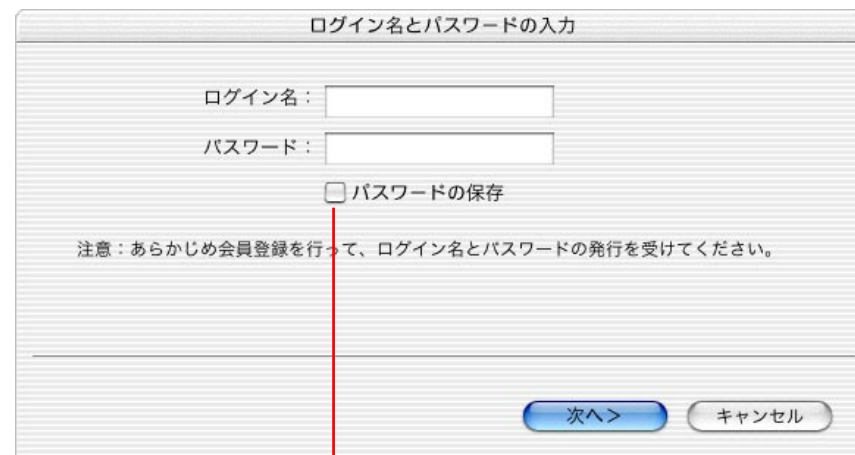 ログイン名とパスワードの入力
ログイン名：
パスワード：
パスワードの保存
注意：あらかじめ会員登録を行って、ログイン名とパスワードの発行を受けてください。
次へ＞
キャンセル